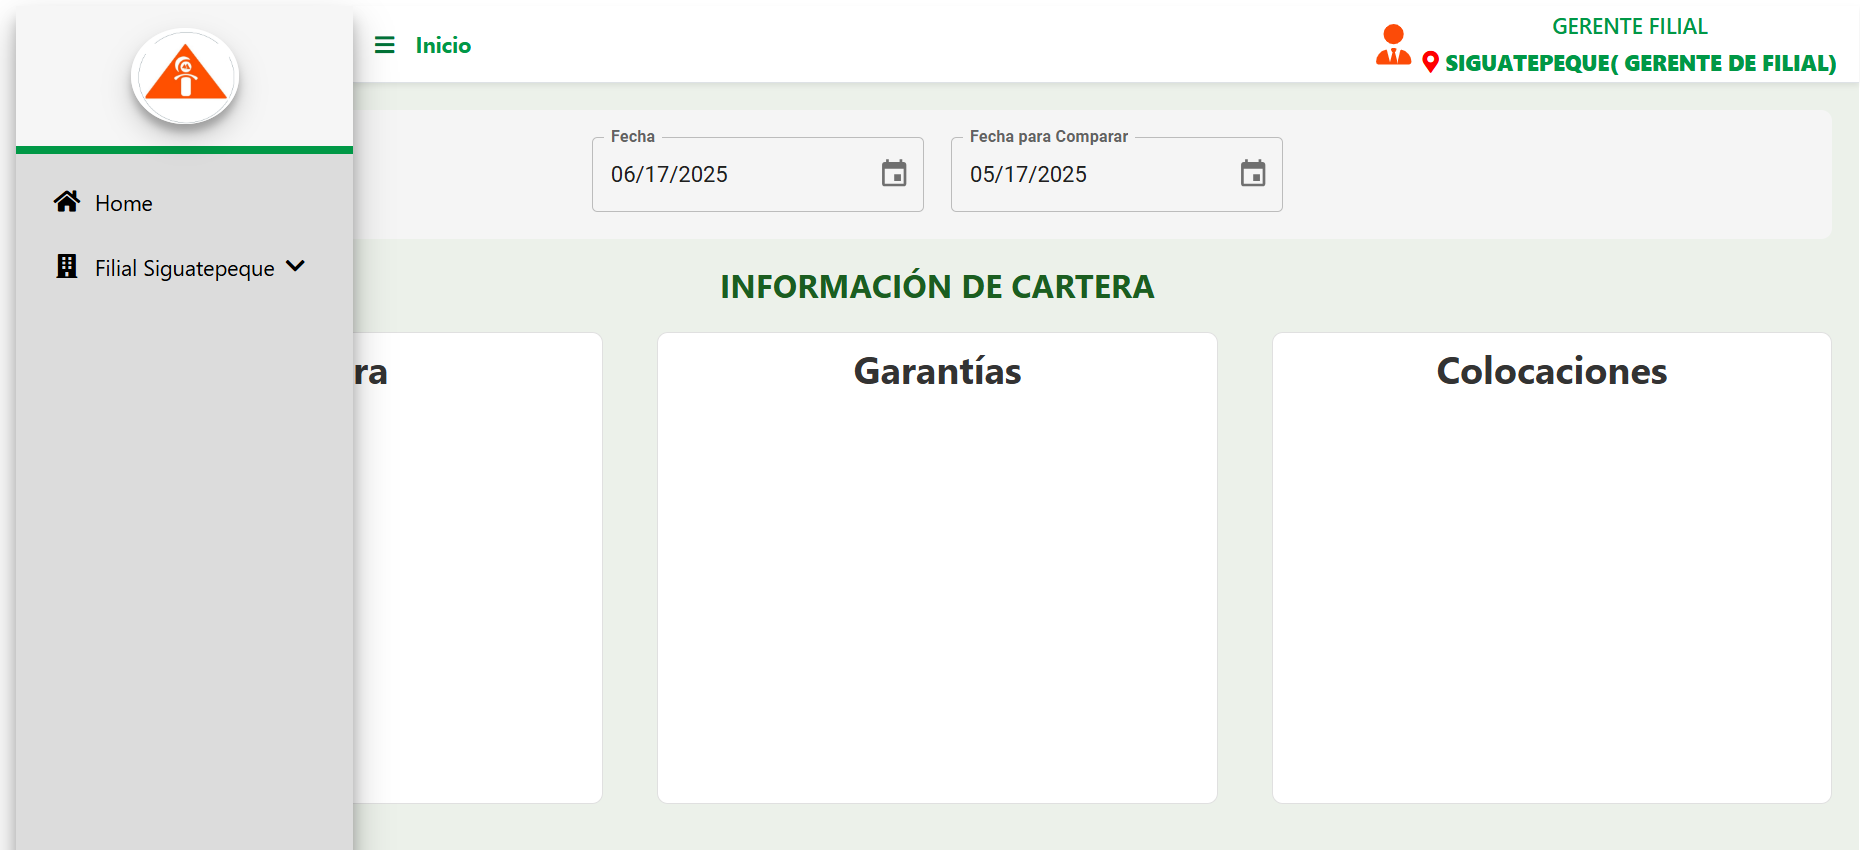 Inicio
GERENTE FILIAL
SIGUATEPEQUE( GERENTE DE FILIAL)
Home
Filial Siguatepeque
Fecha
06/17/2025
Fecha para Comparar
05/17/2025
INFORMACIÓN DE CARTERA
ra
Garantías
Colocaciones